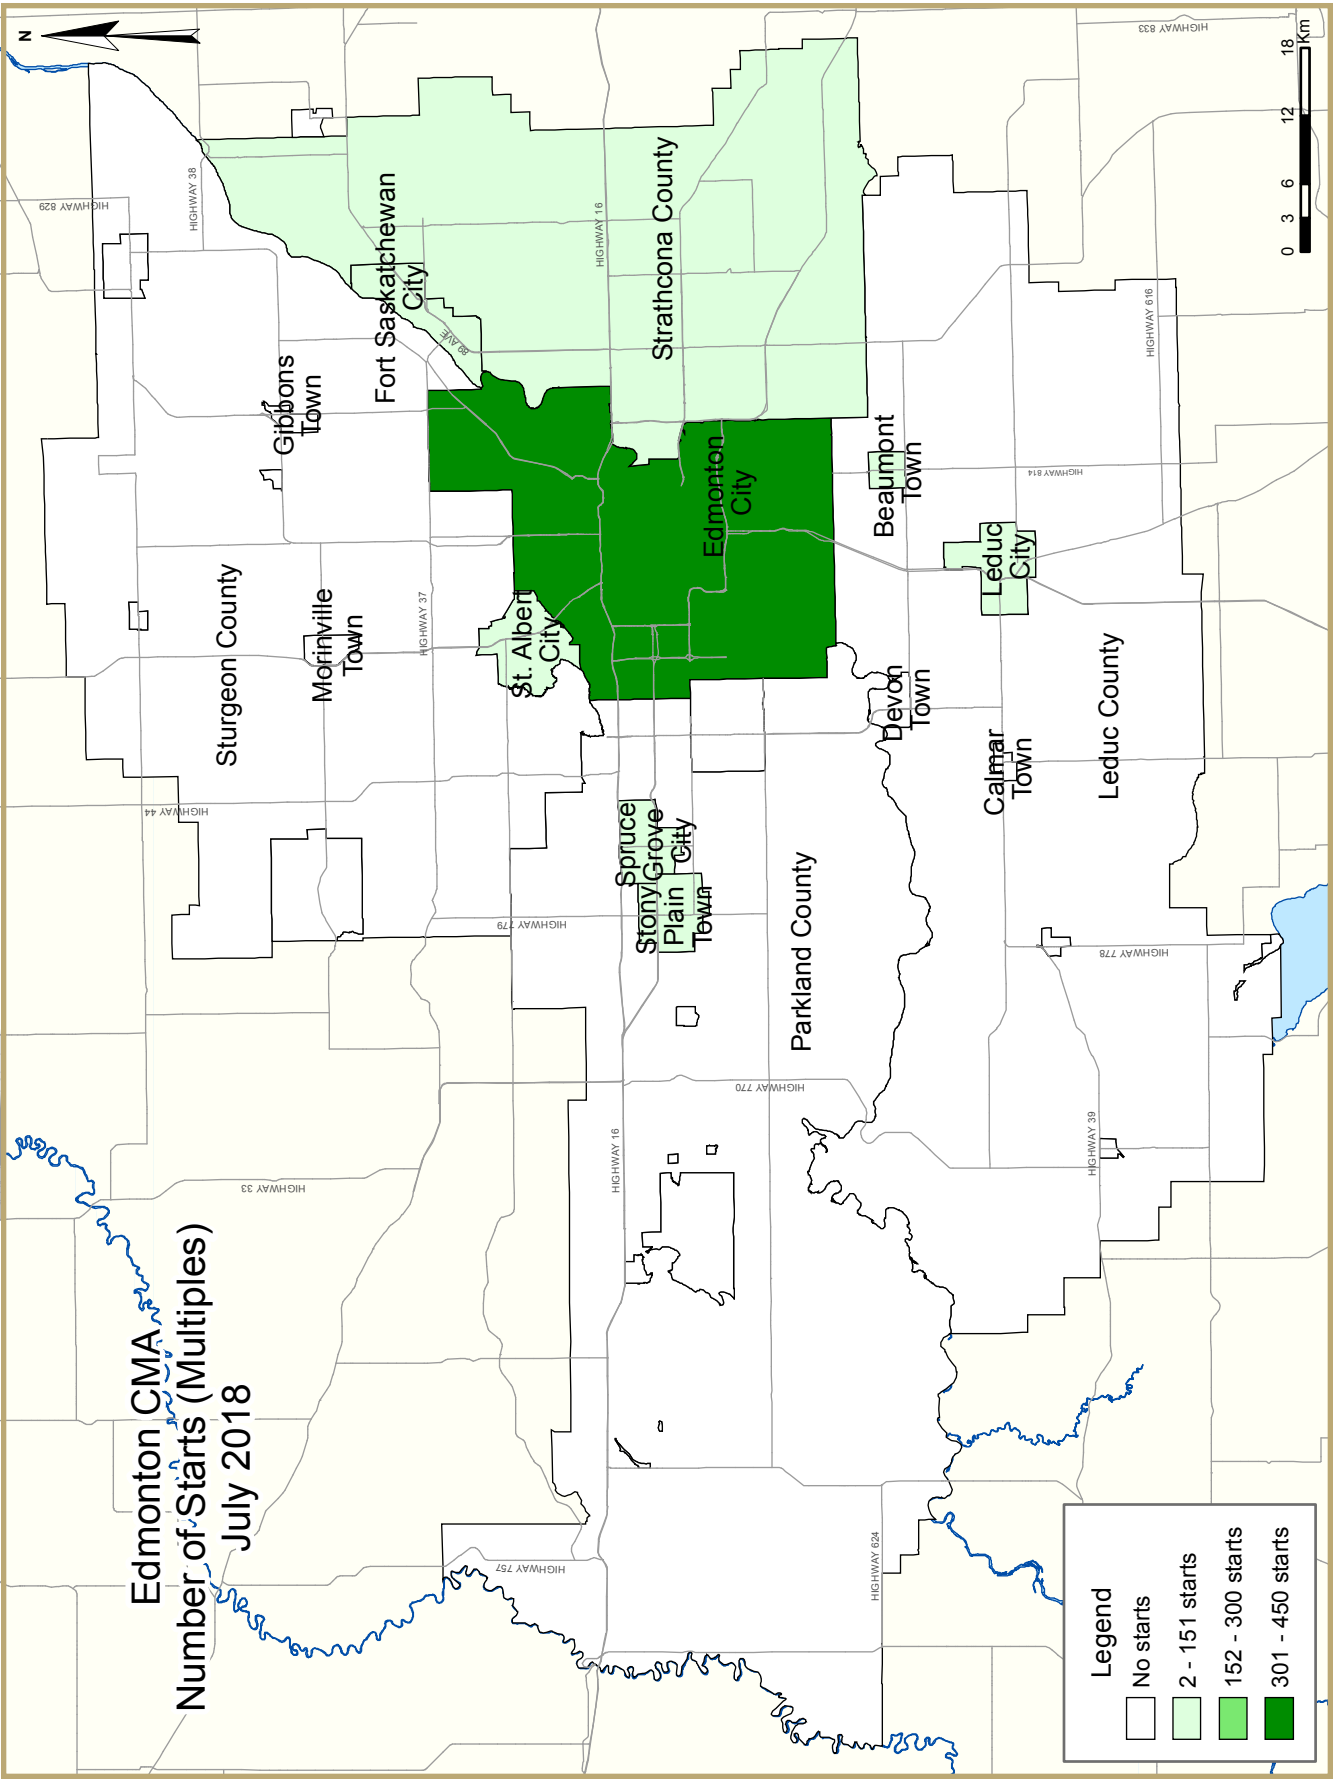 Edmonton CMA
Number of Starts (Multiples)
July 2018
N
HIGHWAY 829
HIGHWAY 38
HIGHWAY 833
Gibbons
Town
Fort Saskatchewan
City
89 AVE
Sturgeon County
Morinville
Town
HIGHWAY 37
HIGHWAY 44
HIGHWAY 779
HIGHWAY 33
HIGHWAY 757
St. Albert
City
HIGHWAY 16
Strathcona County
Edmonton
City
Spruce
Grove
City
Stony
Plain
Town
HIGHWAY 16
Parkland County
HIGHWAY 770
HIGHWAY 624
Beaumont
Town
HIGHWAY 814
HIGHWAY 616
Leduc
City
Devon
Town
Calmar
Town
Leduc County
HIGHWAY 778
HIGHWAY 39
Legend
No starts
2 - 151 starts
152 - 300 starts
301 - 450 starts
0 3 6 12 18
Km